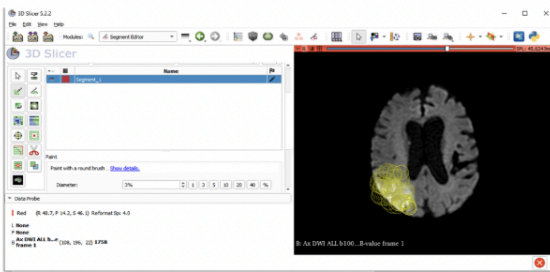 3D Slicer 5.2.2
File Edit View Help
Modules: Segment Editor
3D Slicer
Name
Segment_1
Paint
Paint with a round brush . Show details.
Diameter: 3% 1 3 5 10 20 40 %
Data Probe
Red (R 48.7, P 14.2, S 46.1) Reformat Sp: 4.0
L None
F None
B Ax DWI ALL b...e frame 1 (108, 196, 22) 1758
B: Ax DWI ALL b100...B-value frame 1